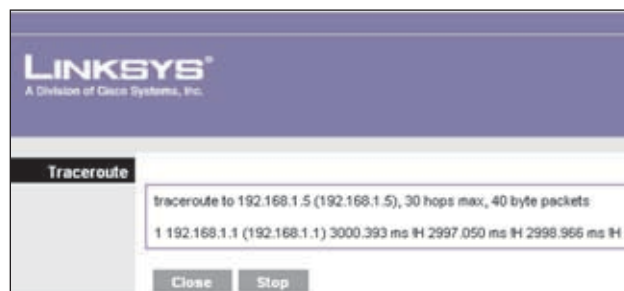 LINKSYS®
A Division of Cisco Systems, Inc.
Traceroute
traceroute to 192.168.1.5 (192.168.1.5), 30 hops max, 40 byte packets
1 192.168.1.1 (192.168.1.1) 3000.393 ms !H 2997.050 ms !H 2998.966 ms !H
Close Stop